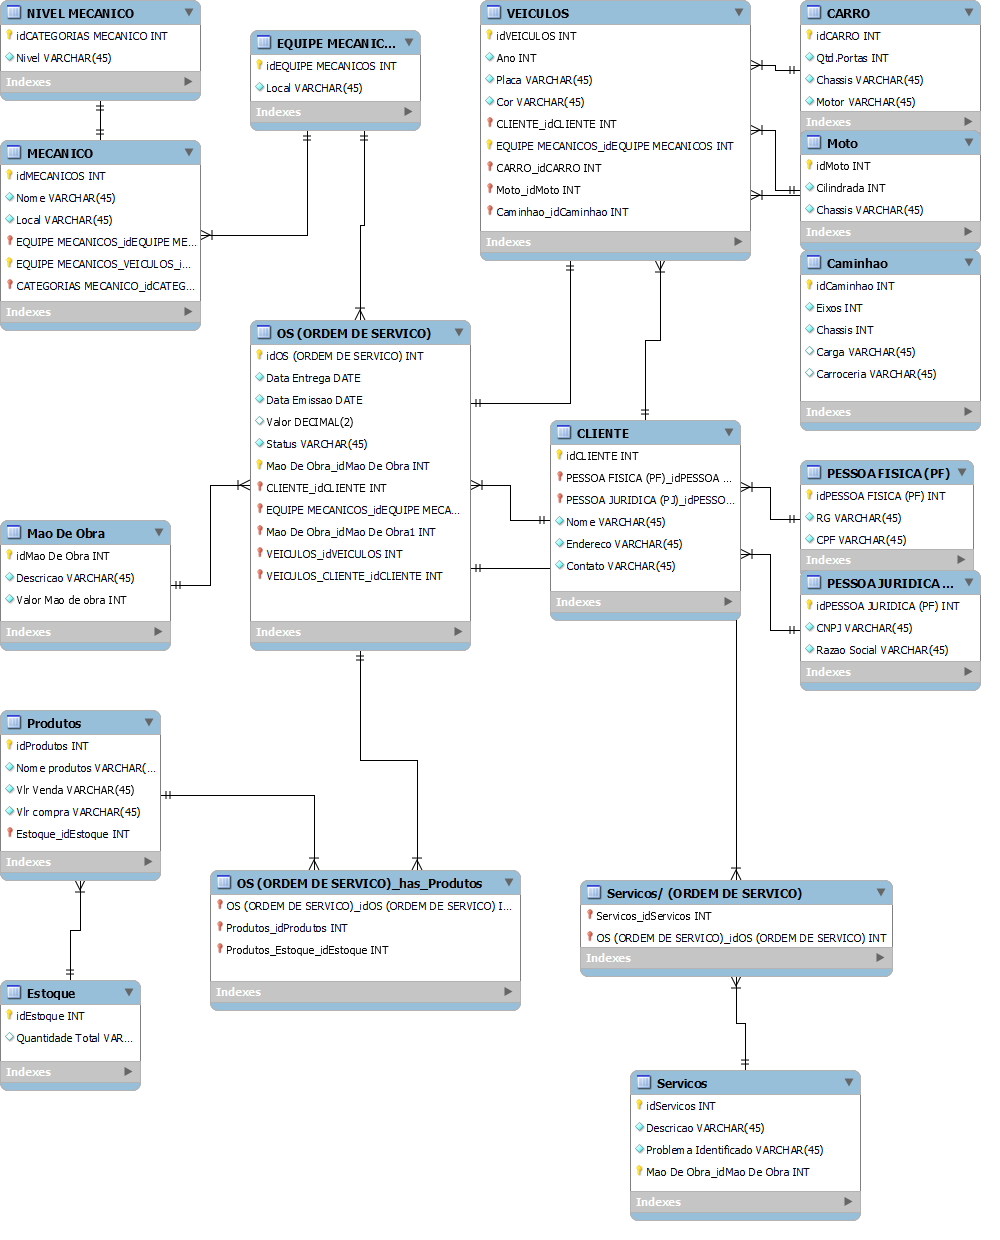 NIVEL MECANICO
idCATEGORIAS MECANICO INT
Nivel VARCHAR(45)
Indexes
EQUIPE MECANIC...
idEQUIPE MECANICOS INT
Local VARCHAR(45)
Indexes
VEICULOS
idVEICULOS INT
Ano INT
Placa VARCHAR(45)
Cor VARCHAR(45)
CLIENTE_idCLIENTE INT
EQUIPE MECANICOS_idEQUIPE MECANICOS INT
CARRO_idCARRO INT
Moto_idMoto INT
Caminhao_idCaminhao INT
Indexes
CARRO
idCARRO INT
Qtd.Portas INT
Chassis VARCHAR(45)
Motor VARCHAR(45)
Indexes
Moto
idMoto INT
Cilindrada INT
Chassis VARCHAR(45)
Indexes
Caminhao
idCaminhao INT
Eixos INT
Chassis INT
Carga VARCHAR(45)
Carroceria VARCHAR(45)
Indexes
MECANICO
idMECANICOS INT
Nome VARCHAR(45)
Local VARCHAR(45)
EQUIPE MECANICOS_idEQUIPE ME...
EQUIPE MECANICOS_VEICULOS_i...
CATEGORIAS MECANICO_idCATEG...
Indexes
OS (ORDEM DE SERVICO)
idOS (ORDEM DE SERVICO) INT
Data Entrega DATE
Data Emissao DATE
Valor DECIMAL(2)
Status VARCHAR(45)
Mao De Obra_idMao De Obra INT
CLIENTE_idCLIENTE INT
EQUIPE MECANICOS_idEQUIPE MECA...
Mao De Obra_idMao De Obra1 INT
VEICULOS_idVEICULOS INT
VEICULOS_CLIENTE_idCLIENTE INT
Indexes
CLIENTE
idCLIENTE INT
PESSOA FISICA (PF)_idPESSOA ...
PESSOA JURIDICA (PJ)_idPESSO...
Nome VARCHAR(45)
Endereco VARCHAR(45)
Contato VARCHAR(45)
Indexes
PESSOA FISICA (PF)
idPESSOA FISICA (PF) INT
RG VARCHAR(45)
CPF VARCHAR(45)
Indexes
PESSOA JURIDICA ...
idPESSOA JURIDICA (PF) INT
CNPJ VARCHAR(45)
Razao Social VARCHAR(45)
Indexes
Mao De Obra
idMao De Obra INT
Descricao VARCHAR(45)
Valor Mao de obra INT
Indexes
Produtos
idProdutos INT
Nome produtos VARCHAR(...
Vlr Venda VARCHAR(45)
Vlr compra VARCHAR(45)
Estoque_idEstoque INT
Indexes
OS (ORDEM DE SERVICO)_has_Produtos
OS (ORDEM DE SERVICO)_idOS (ORDEM DE SERVICO) I...
Produtos_idProdutos INT
Produtos_Estoque_idEstoque INT
Indexes
Servicos/ (ORDEM DE SERVICO)
Servicos_idServicos INT
OS (ORDEM DE SERVICO)_idOS (ORDEM DE SERVICO) INT
Indexes
Estoque
idEstoque INT
Quantidade Total VAR...
Indexes
Servicos
idServicos INT
Descricao VARCHAR(45)
Problema Identificado VARCHAR(45)
Mao De Obra_idMao De Obra INT
Indexes